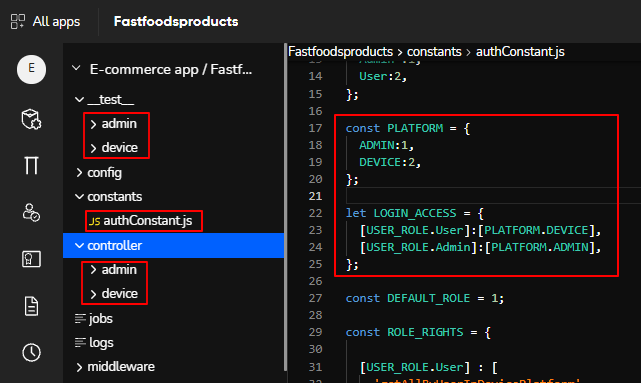 All apps
Fastfoodsproducts
E
E-commerce app / Fastf...
__test__
admin
device
config
constants
JS authConstant.js
controller
admin
device
jobs
logs
middleware
Fastfoodsproducts > constants > authConstant.js
14 User:2,
15 };
16
17 const PLATFORM = {
18 ADMIN:1,
19 DEVICE:2,
20 };
21
22 let LOGIN_ACCESS = {
23 [USER_ROLE.User]:[PLATFORM.DEVICE],
24 [USER_ROLE.Admin]:[PLATFORM.ADMIN],
25 };
26
27 const DEFAULT_ROLE = 1;
28
29 const ROLE_RIGHTS = {
30
31 [USER_ROLE.User] : [